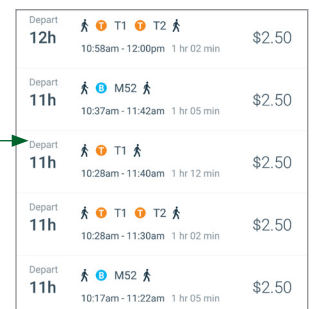 Depart
12h
T T1 T T2
$2.50
10:58am - 12:00pm 1 hr 02 min
Depart
11h
B M52
$2.50
10:37am - 11:42am 1 hr 05 min
Depart
11h
T T1
$2.50
10:28am - 11:40am 1 hr 12 min
Depart
11h
T T1 T T2
$2.50
10:28am - 11:30am 1 hr 02 min
Depart
11h
B M52
$2.50
10:17am - 11:22am 1 hr 05 min